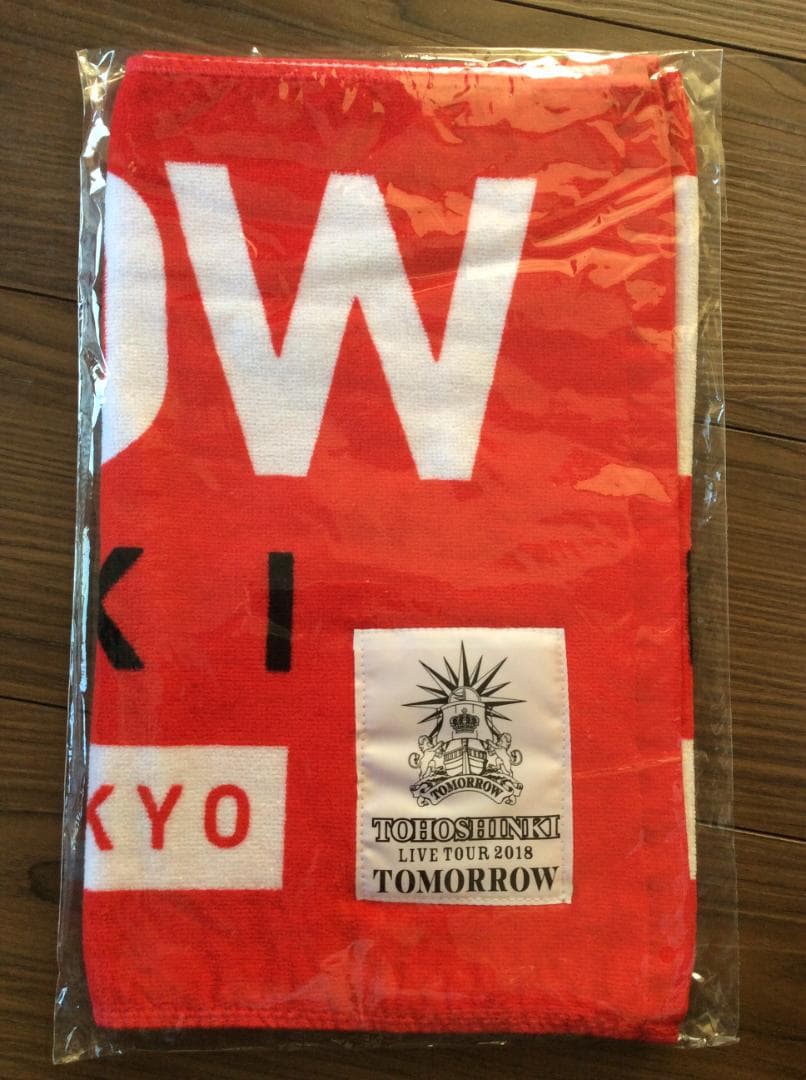 OW
KI
KYO
TOMORROW
TOHOSHINKI
LIVE TOUR 2018
TOMORROW